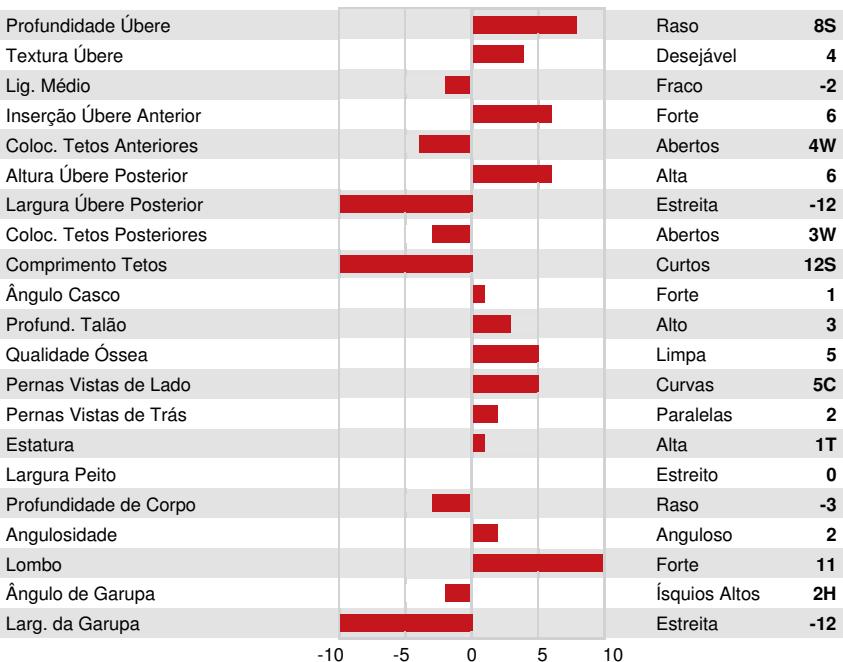 Profundidade Úbere Raso 8S
Textura Úbere Desejável 4
Lig. Médio Fraco -2
Inserção Úbere Anterior Forte 6
Coloc. Tetos Anteriores Abertos 4W
Altura Úbere Posterior Alta 6
Largura Úbere Posterior Estreita -12
Coloc. Tetos Posteriores Abertos 3W
Comprimento Tetos Curtos 12S
Ângulo Casco Forte 1
Profund. Talão Alto 3
Qualidade Óssea Limpa 5
Pernas Vistas de Lado Curvas 5C
Pernas Vistas de Trás Paralelas 2
Estatura Alta 1T
Largura Peito Estreito 0
Profundidade de Corpo Raso -3
Angulosidade Anguloso 2
Lombo Forte 11
Ângulo de Garupa Ísquios Altos 2H
Larg. da Garupa Estreita -12
-10 -5 0 5 10